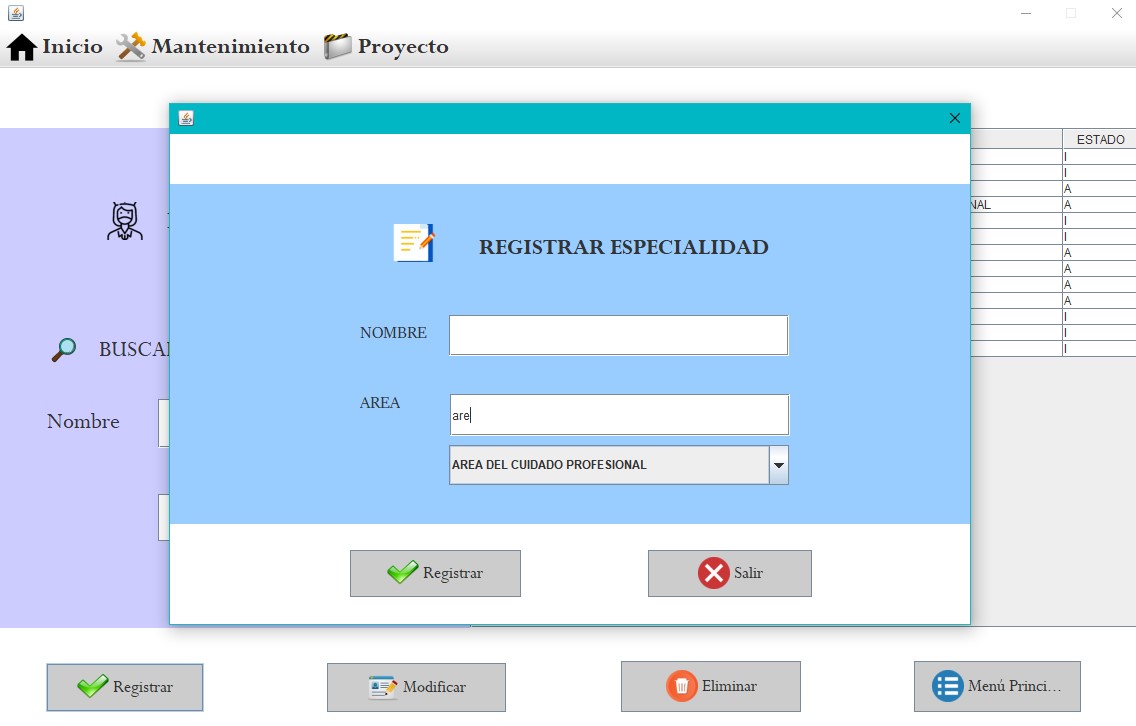 Inicio Mantenimiento Proyecto
ESTADO
I
I
A
NAL A
I
I
A
A
A
A
I
I
I
REGISTRAR ESPECIALIDAD
NOMBRE
BUSCA
AREA
are
Nombre
AREA DEL CUIDADO PROFESIONAL
Registrar Salir
Registrar Modificar Eliminar Menú Princi...